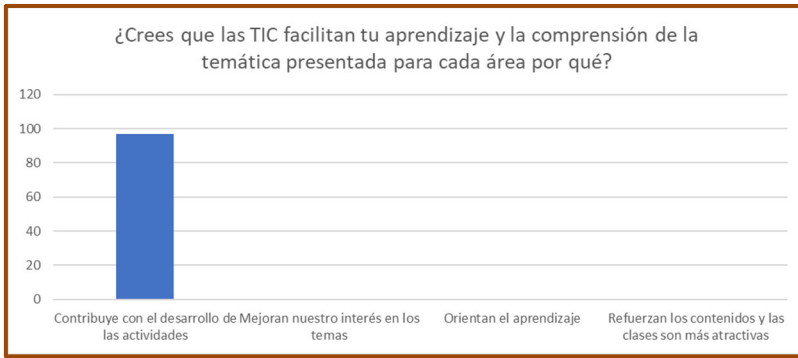 ¿Crees que las TIC facilitan tu aprendizaje y la comprensión de la
temática presentada para cada área por qué?
120
100
80
60
40
20
0
Contribuye con el desarrollo de
las actividades
Mejoran nuestro interés en los
temas
Orientan el aprendizaje
Refuerzan los contenidos y las
clases son más atractivas